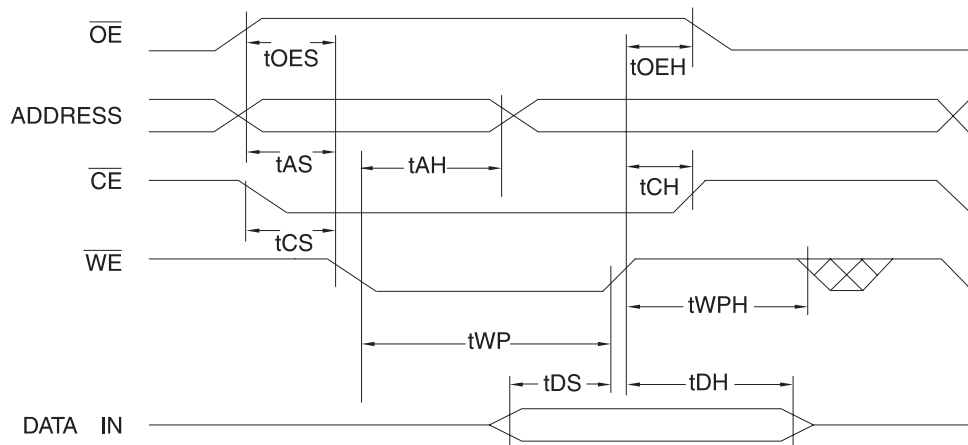 OE
tOES
tOEH
ADDRESS
tAS
tAH
CE
tCH
tCS
WE
tWPH
tWP
tDS
tDH
DATA IN